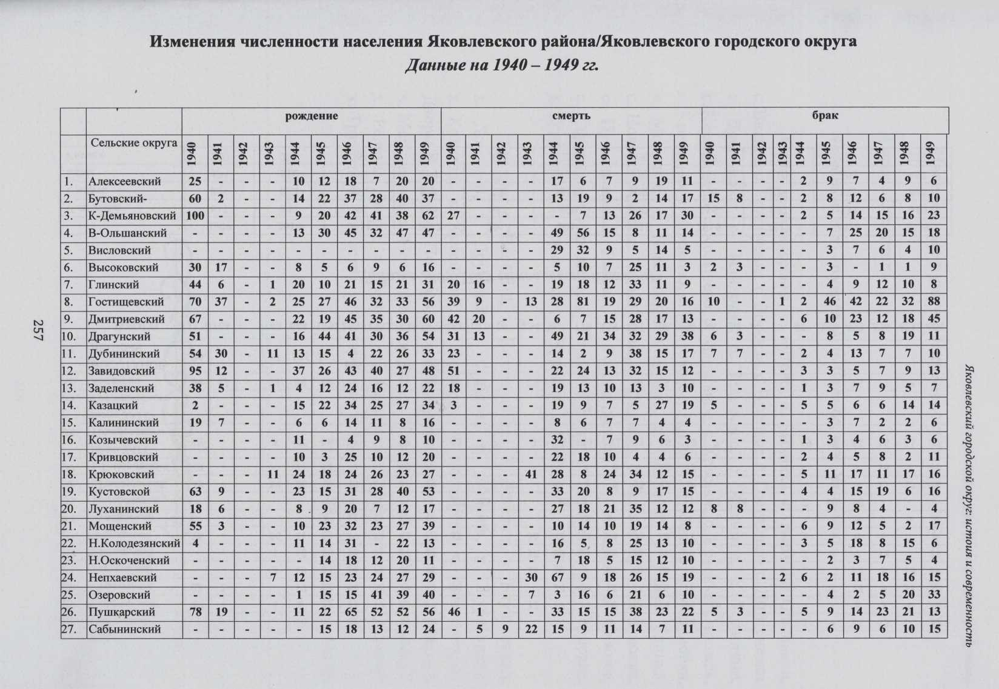 Изменения численности населения Яковлевского района/Яковлевского городского округа
Данные на 1940 – 1949 гг.
рождение смерть брак
Сельские округа 1940 1941 1942 1943 1944 1945 1946 1947 1948 1949 1940 1941 1942 1943 1944 1945 1946 1947 1948 1949 1940 1941 1942 1943 1944 1945 1946 1947 1948 1949
1. Алексеевский 25 - - - 10 12 18 7 20 20 - - - - 17 6 7 9 19 11 - - - - 2 9 7 4 9 6
2. Бутовский- 60 2 - - 14 22 37 28 40 37 - - - - 13 19 9 2 14 17 15 8 - - 2 8 12 6 8 10
3. К-Демьяновский 100 - - - 9 20 42 41 38 62 27 - - - - 7 13 26 17 30 - - - - 2 5 14 15 16 23
4. В-Ольшанский - - - - 13 30 45 32 47 47 - - - - 49 56 15 8 11 14 - - - - - 7 25 20 15 18
5. Висловский - - - - - - - - - - - - - - 29 32 9 5 14 5 - - - - - 3 7 6 4 10
6. Высоковский 30 17 - - 8 5 6 9 6 16 - - - - 5 10 7 25 11 3 2 3 - - - 3 - 1 1 9
7. Глинский 44 6 - 1 20 10 21 15 21 31 20 16 - - 19 18 12 33 11 9 - - - - - 4 9 12 10 8
8. Гостищевский 70 37 - 2 25 27 46 32 33 56 39 9 - 13 28 81 19 29 20 16 10 - - 1 2 46 42 22 32 88
9. Дмитриевский 67 - - - 22 19 45 35 30 60 42 20 - - 6 7 15 28 17 13 - - - - 6 10 23 12 18 45
10. Драгунский 51 - - - 16 44 41 30 36 54 31 13 - - 49 21 34 32 29 38 6 3 - - - 8 5 8 19 11
11. Дубининский 54 30 - 11 13 15 4 22 26 33 23 - - - 14 2 9 38 15 17 7 7 - - 2 4 13 7 7 10
12. Завидовский 95 12 - - 37 26 43 40 27 48 51 - - - 22 24 13 32 15 12 - - - - 3 3 5 7 9 13
13. Заделенский 38 5 - 1 4 12 24 16 12 22 18 - - - 19 13 10 13 3 10 - - - - 1 3 7 9 5 7
14. Казацкий 2 - - - 15 22 34 25 27 34 3 - - - 19 9 7 5 27 19 5 - - - 5 5 6 6 14 14
15. Калининский 19 7 - - 6 6 14 11 8 16 - - - - 8 6 7 7 4 4 - - - - - 3 7 2 2 6
16. Козычевский - - - - 11 - 4 9 8 10 - - - - 32 - 7 9 6 3 - - - - 1 3 4 6 3 6
17. Кривцовский - - - - 10 3 25 10 12 20 - - - - 22 18 10 4 4 6 - - - - 2 4 5 8 2 11
18. Крюковский - - - 11 24 18 24 26 23 27 - - - 41 28 8 24 34 12 15 - - - - 5 11 17 11 17 16
19. Кустовской 63 9 - - 23 15 31 28 40 53 - - - - 33 20 8 9 17 15 - - - - 4 4 15 19 6 16
20. Луханинский 18 6 - - 8 9 20 7 12 17 - - - - 27 18 21 35 12 12 8 8 - - - 9 8 4 - 4
21. Мощенский 55 3 - - 10 23 32 23 27 39 - - - - 10 14 10 19 14 8 - - - - 6 9 12 5 2 17
22. Н.Колодезянский 4 - - - 11 14 31 - 22 13 - - - - 16 5 8 25 13 10 - - - - 3 5 18 8 15 6
23. Н.Оскоченский - - - - - 14 18 12 20 11 - - - - 7 18 5 15 12 10 - - - - - 2 3 7 5 4
24. Непхаевский - - - 7 12 15 23 24 27 29 - - - 30 67 9 18 26 15 19 - - - 2 6 2 11 18 16 15
25. Озеровский - - - - 1 15 15 41 39 40 - - - 7 3 16 6 21 6 10 - - - - - 4 2 5 20 33
26. Пушкарский 78 19 - - 11 22 65 52 52 56 46 1 - - 33 15 15 38 23 22 5 3 - - 5 9 14 23 21 13
27. Сабынинский - - - - - 15 18 13 12 24 - 5 9 22 15 9 11 14 7 11 - - - - - 6 9 6 10 15
257
Яковлевский городской округ: истоия и современность